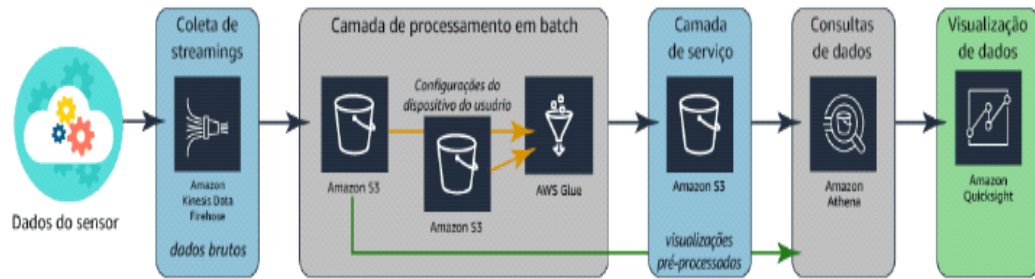 Coleta de
streamings
Camada de processamento em batch
Camada
de serviço
Consultas
de dados
Visualização
de dados
Configurações do
dispositivo do usuário
Amazon
Kinesis Data
Firehose
Amazon S3
Amazon S3
AWS Glue
Amazon S3
Amazon
Athena
Amazon
Quicksight
Dados do sensor
dados brutos
visualizações
pré-processadas